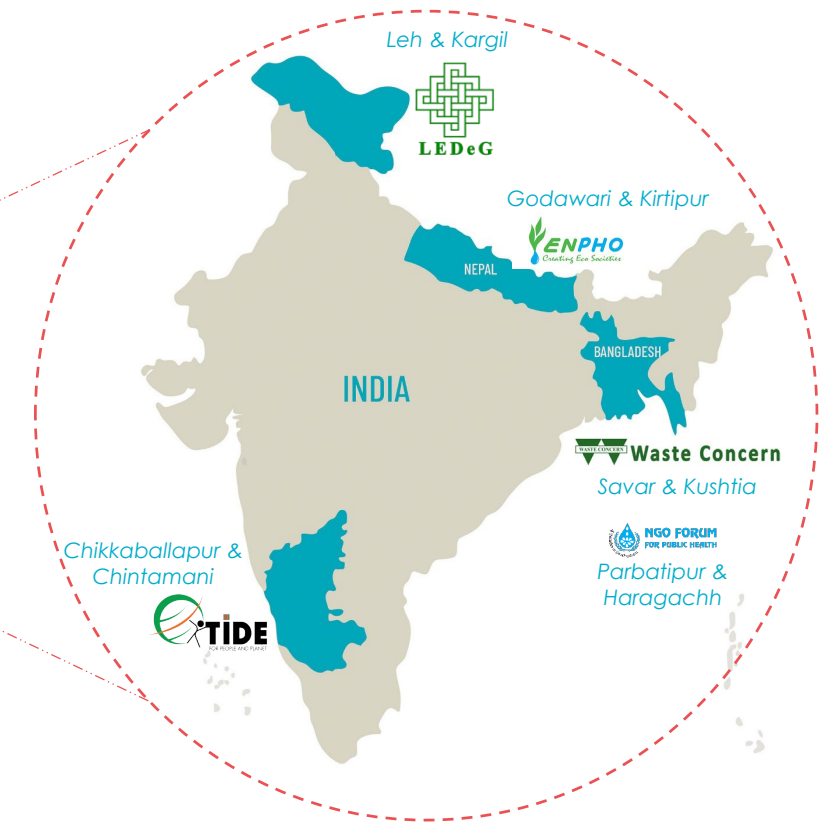 Leh & Kargil
LEDeG
Godawari & Kirtipur
ENPHO
Creating Eco Societies
NEPAL
BANGLADESH
INDIA
WASTE CONCERN
Waste Concern
Savar & Kushtia
NGO FORUM
FOR PUBLIC HEALTH
Parbatipur &
Haragachh
Chikkaballapur &
Chintamani
TIDE
FOR PEOPLE AND PLANET